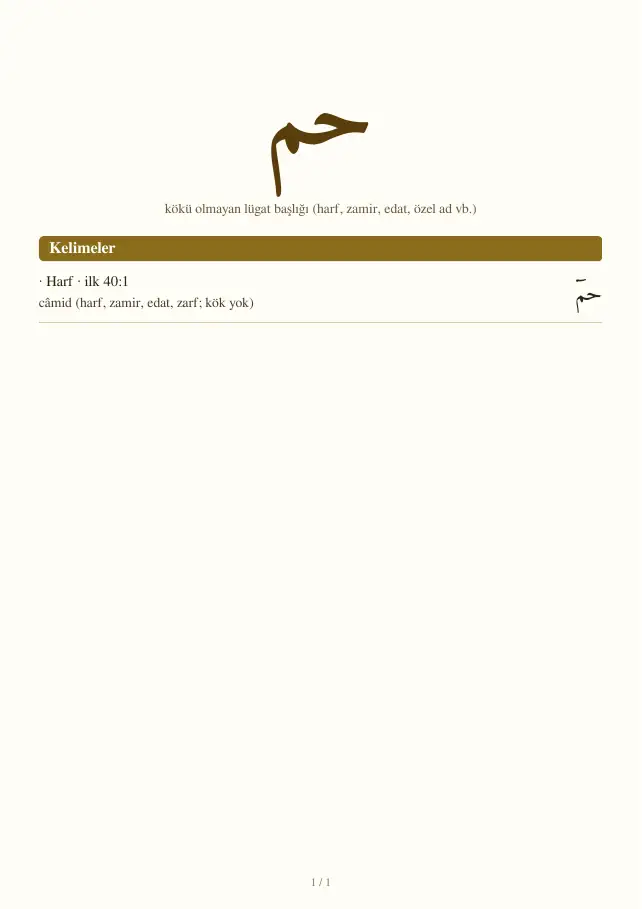 حم
kökü olmayan lügat başlığı (harf, zamir, edat, özel ad vb.)
Kelimeler
· Harf · ilk 40:1
حمٓ
câmid (harf, zamir, edat, zarf; kök yok)
1 / 1